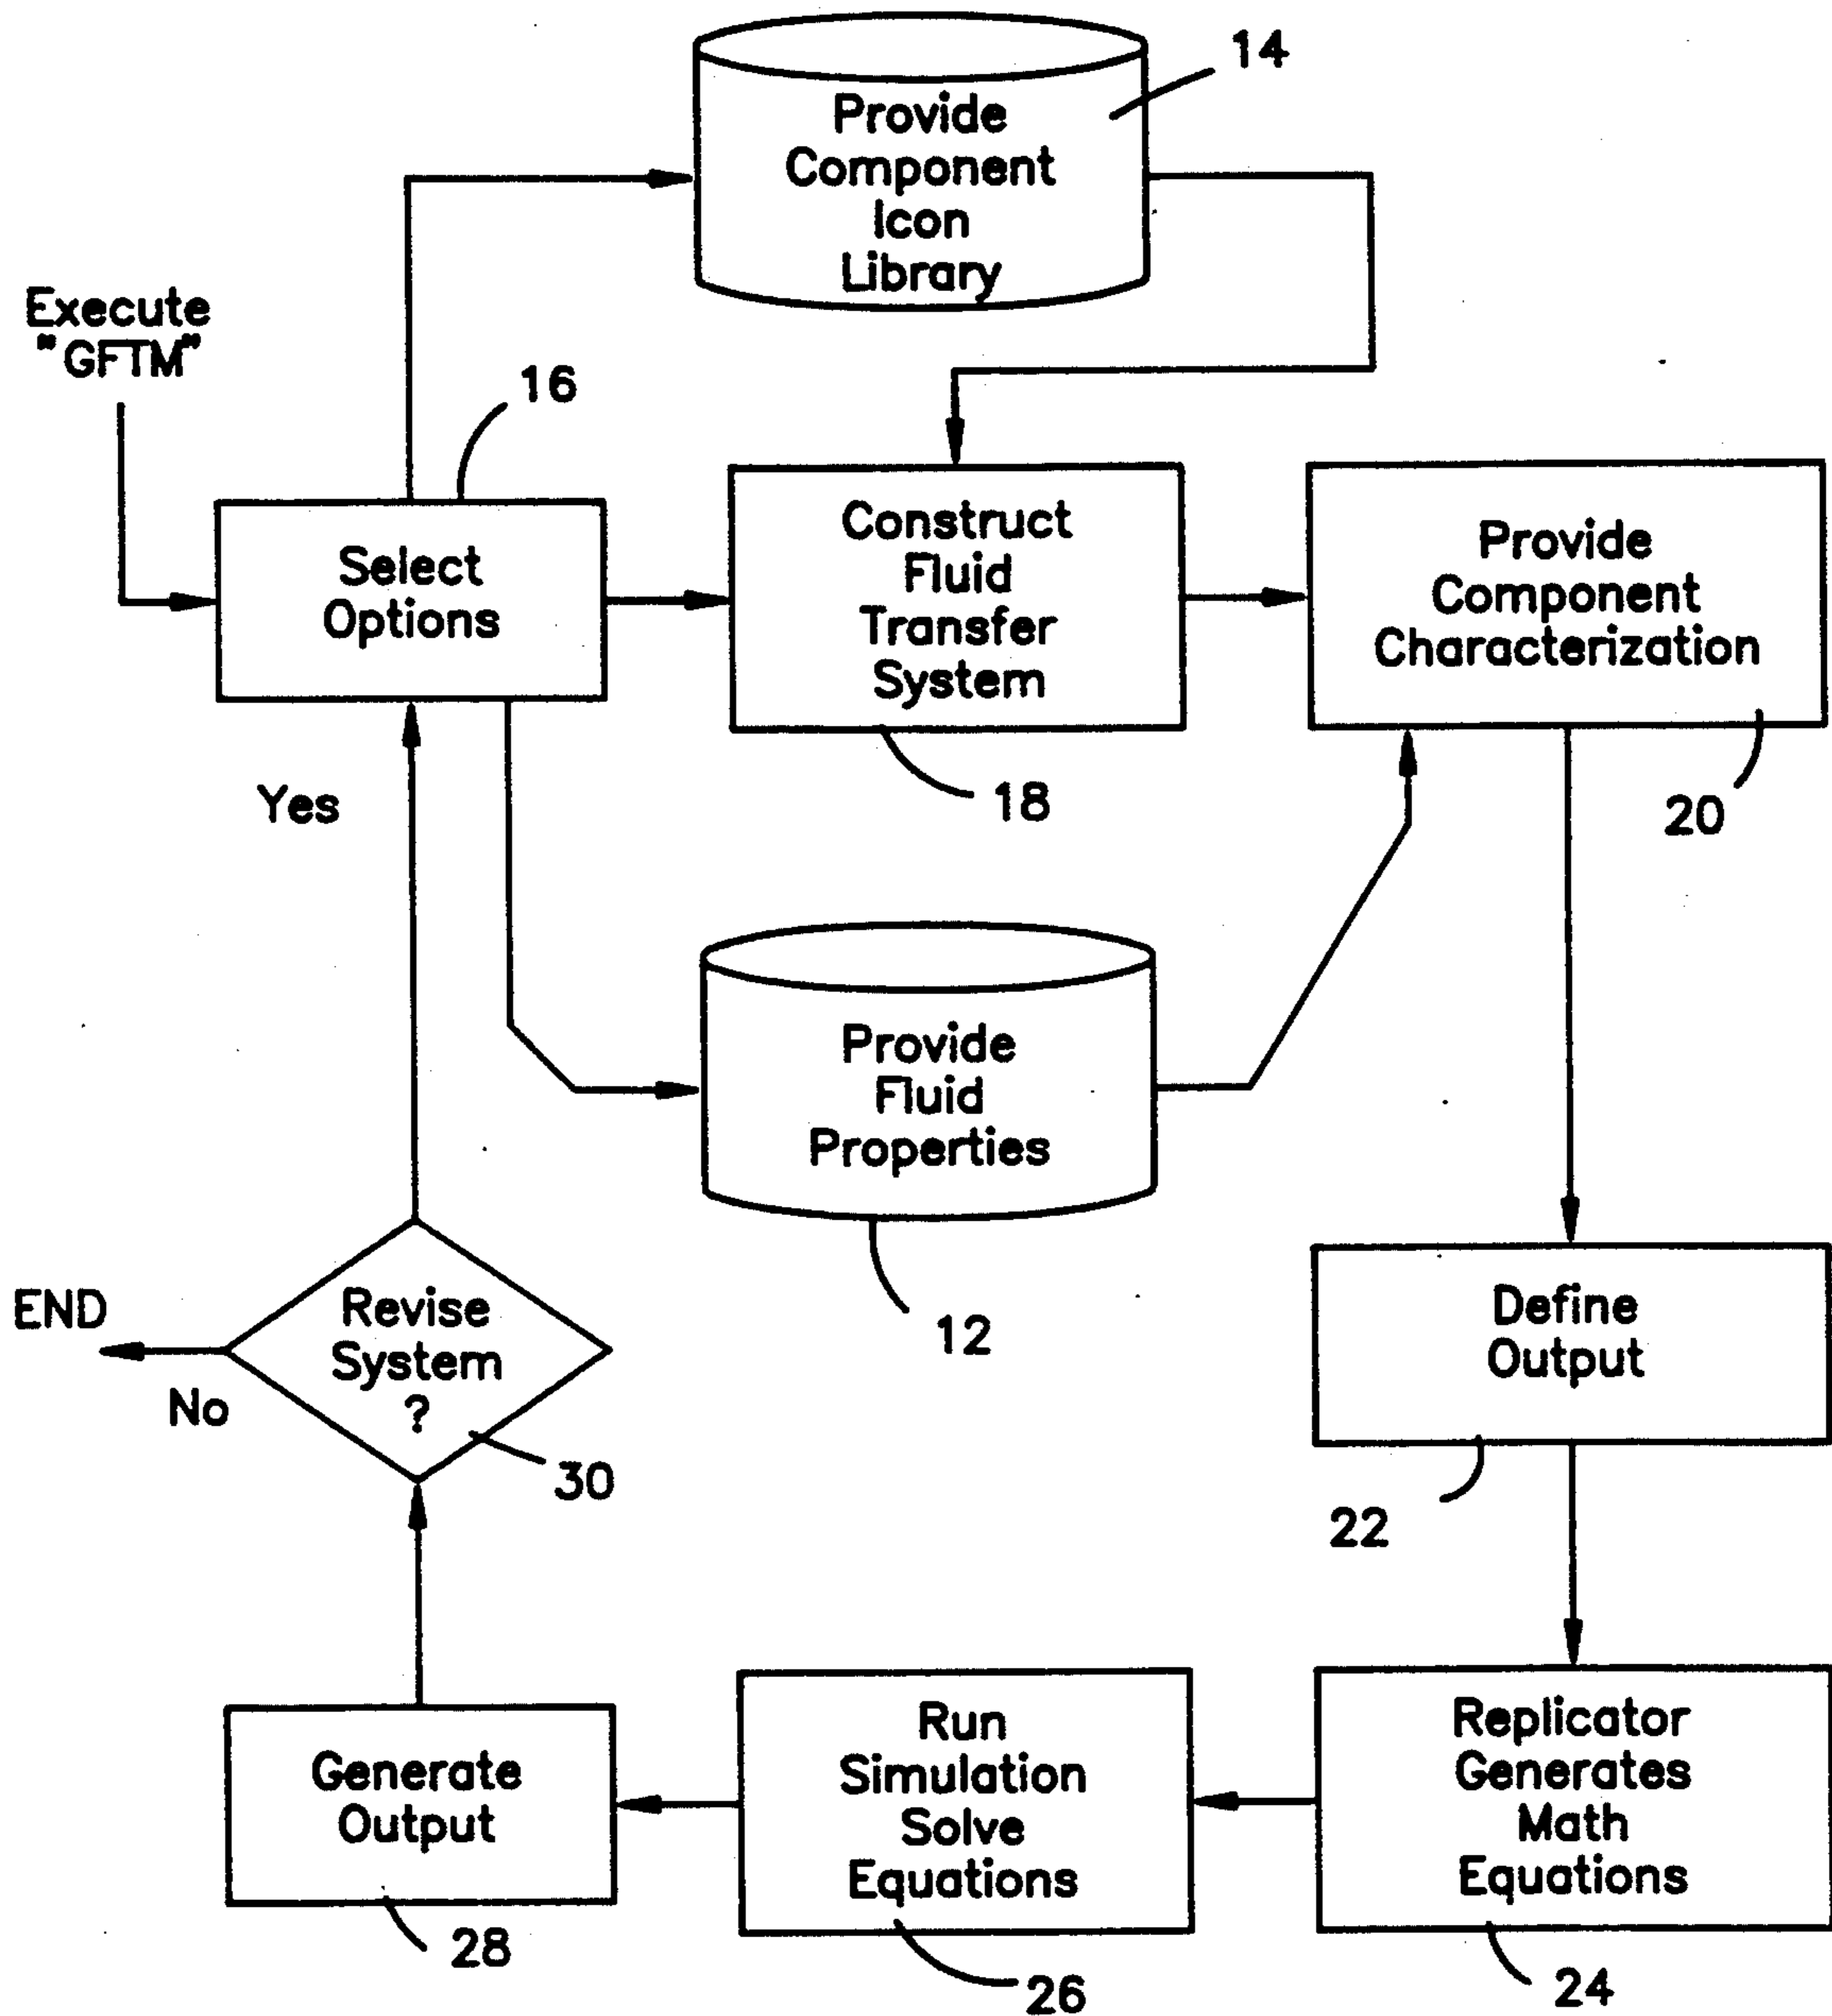 14
Provide
Component
Icon
Library
Execute
"GFTM"
16
Select
Options
Construct
Fluid
Transfer
System
Provide
Component
Characterization
Yes
18
20
Provide
Fluid
Properties
12
END
No
Revise
System
?
30
Define
Output
22
Generate
Output
28
Run
Simulation
Solve
Equations
26
Replicator
Generates
Math
Equations
24